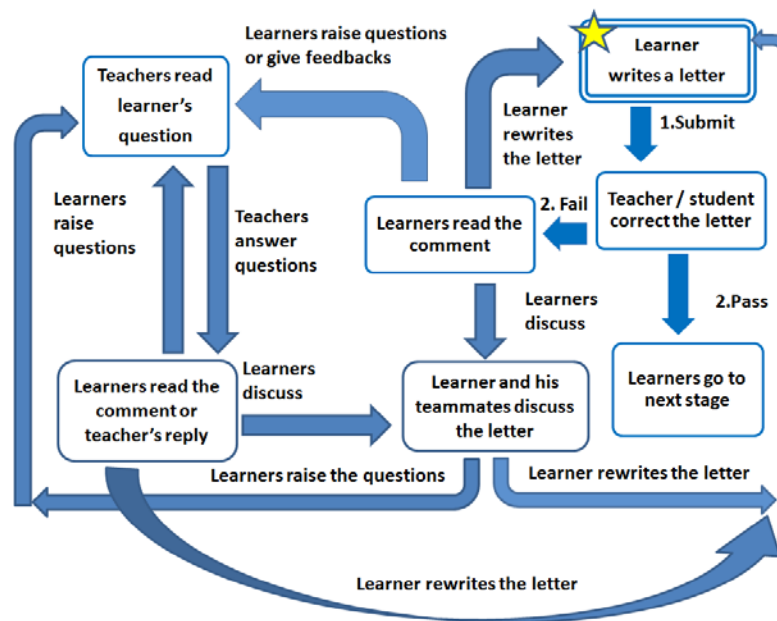 Learners raise questions
or give feedbacks
Teachers read
learner's
question
Learner
writes a letter
Learner
rewrites
the letter
1.Submit
Learners
raise
questions
Teachers
answer
questions
Learners read the
comment
2. Fail
Teacher / student
correct the letter
Learners
discuss
2.Pass
Learners read the
comment or
teacher's reply
Learners
discuss
Learner and his
teammates discuss
the letter
Learners go to
next stage
Learners raise the questions
Learner rewrites the letter
Learner rewrites the letter